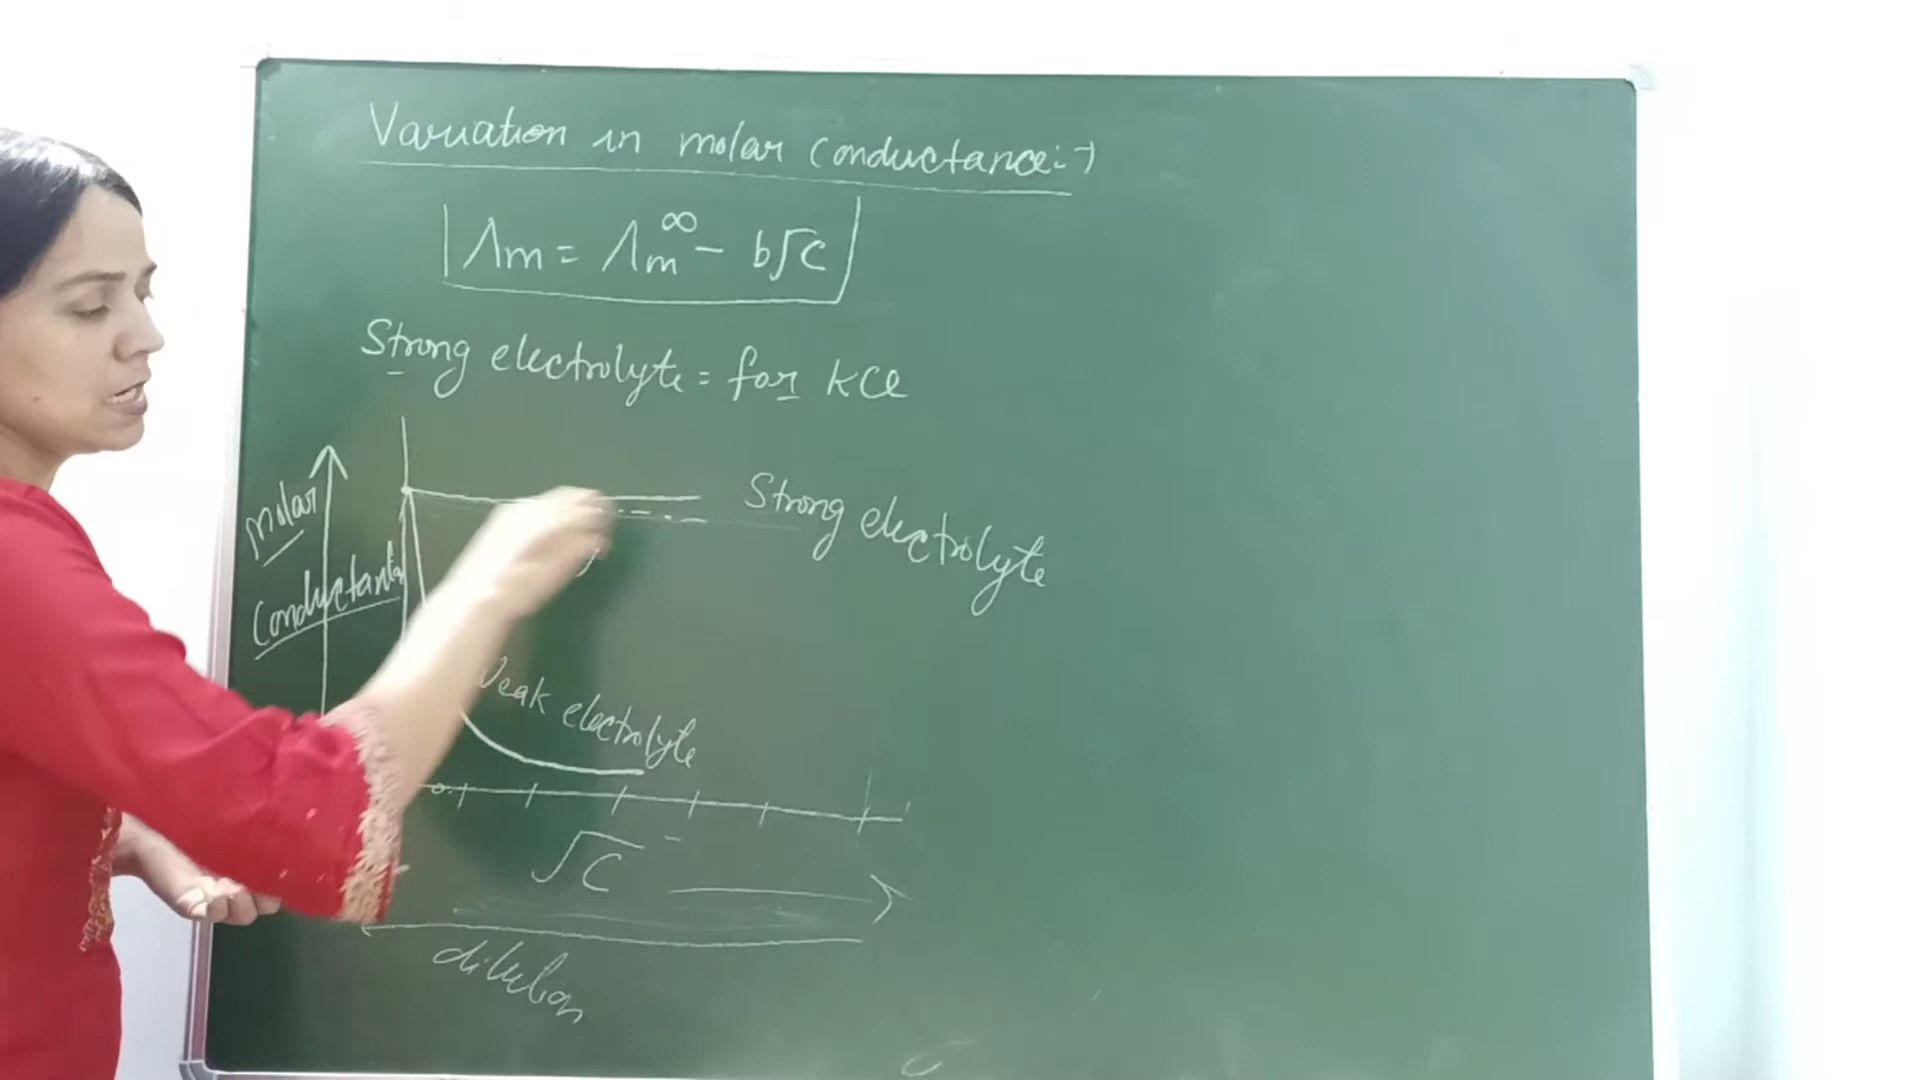 Variation in molar Conductance:→
Λm = Λm∞ - b√C
Strong electrolyte = for KCl
Molar
Conductance
Strong electrolyte
Weak electrolyte
√C
dilution